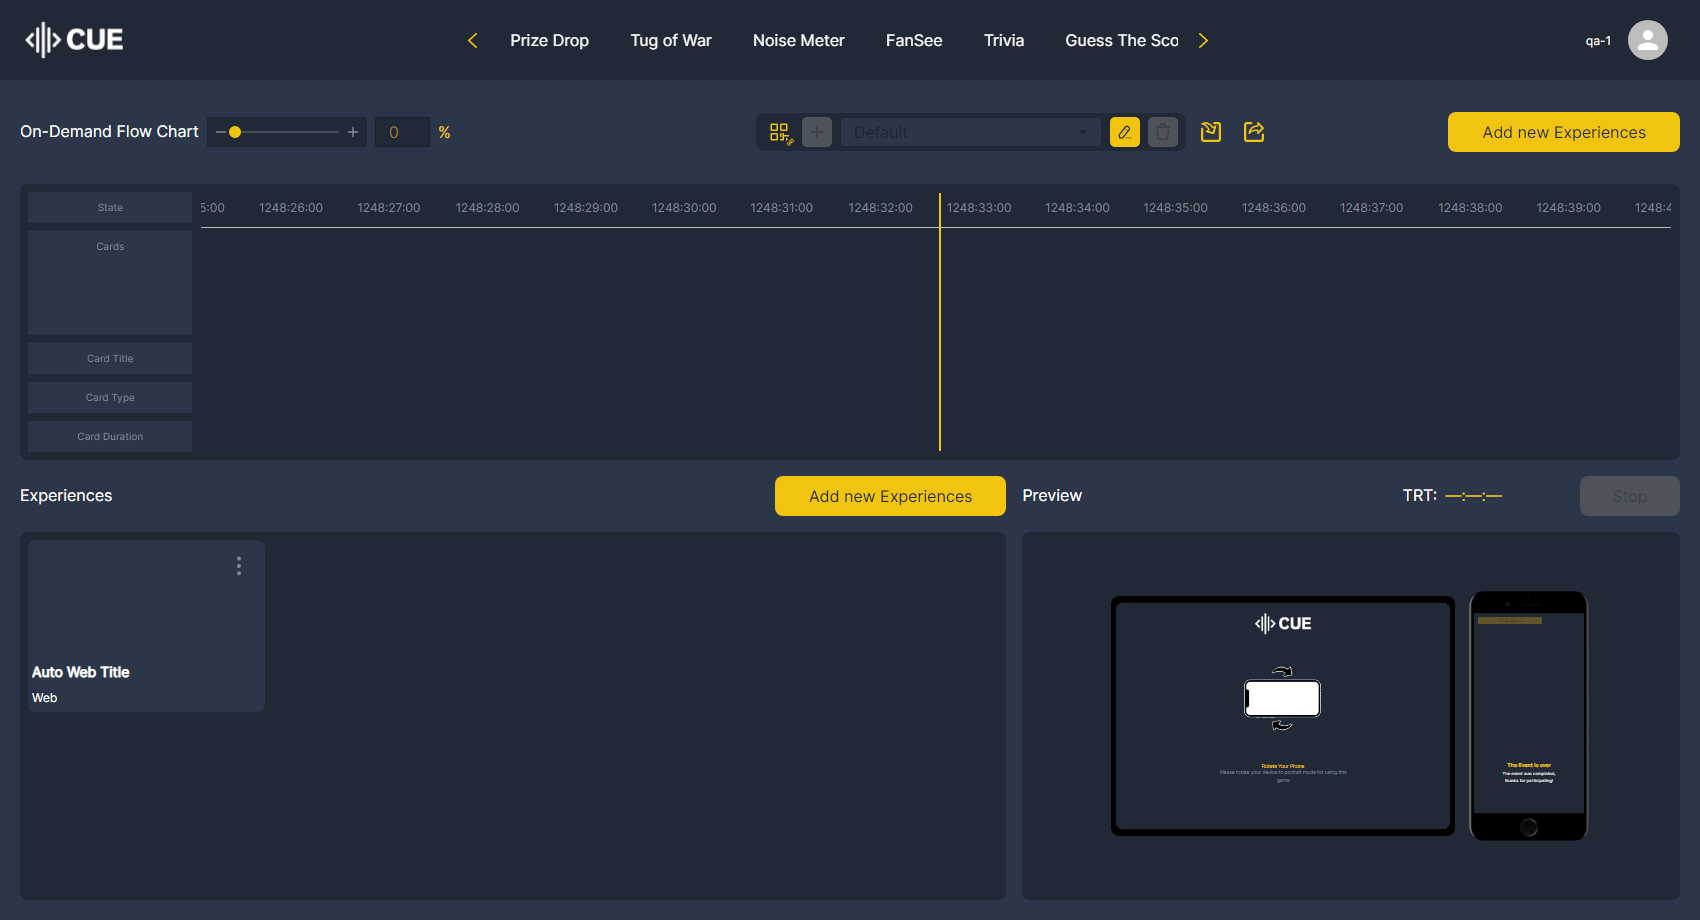 CUE
Prize Drop
Tug of War
Noise Meter
FanSee
Trivia
Guess The Sco
qa-1
On-Demand Flow Chart
0
%
Default
Add new Experiences
State
5:00
1248:26:00
1248:27:00
1248:28:00
1248:29:00
1248:30:00
1248:31:00
1248:32:00
1248:33:00
1248:34:00
1248:35:00
1248:36:00
1248:37:00
1248:38:00
1248:39:00
1248:4
Cards
Card Title
Card Type
Card Duration
Experiences
Add new Experiences
Preview
TRT: —:—:—
Stop
Auto Web Title
Web
CUE
Rotate Your Phone
Please rotate your device to portrait mode for using this
game
The Event is over
The event was completed,
thanks for participating!